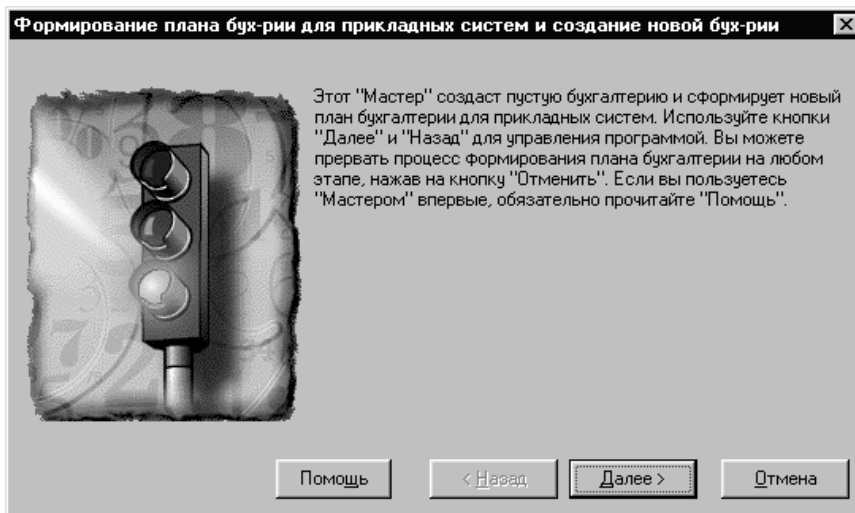 Формирование плана бух-рии для прикладных систем и создание новой бух-рии
Этот "Мастер" создаст пустую бухгалтерию и сформирует новый
план бухгалтерии для прикладных систем. Используйте кнопки
"Далее" и "Назад" для управления программой. Вы можете
прервать процесс формирования плана бухгалтерии на любом
этапе, нажав на кнопку "Отменить". Если вы пользуетесь
"Мастером" впервые, обязательно прочитайте "Помощь".
Помощь
< Назад
Далее >
Отмена